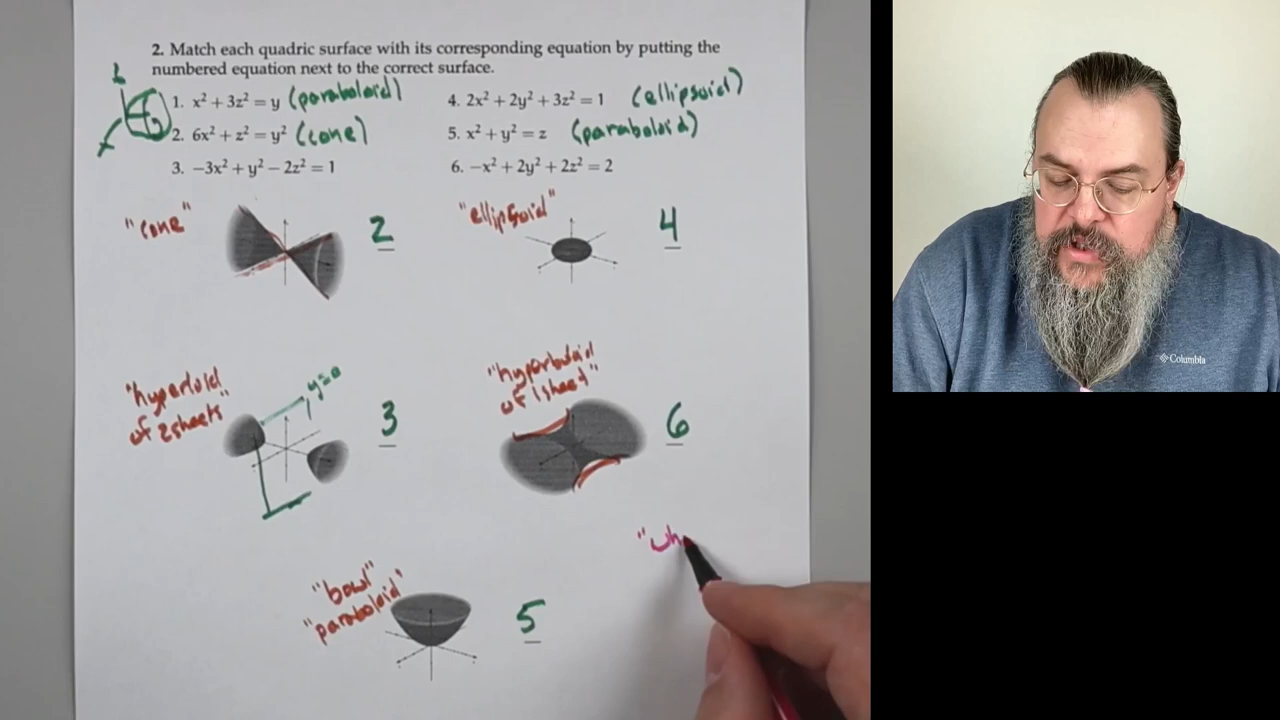 2. Match each quadric surface with its corresponding equation by putting the
numbered equation next to the correct surface.
1. x² + 3z² = y (paraboloid)
4. 2x² + 2y² + 3z² = 1 (ellipsoid)
2. 6x² + z² = y² (cone)
5. x² + y² = z (paraboloid)
3. −3x² + y² − 2z² = 1
6. −x² + 2y² + 2z² = 2
"cone"
2
"ellipsoid"
4
"hyperloid
of 2 sheets"
y=0
3
"hyperboloid
of 1 sheet"
6
"wh
"bowl"
"paraboloid"
5
Columbia